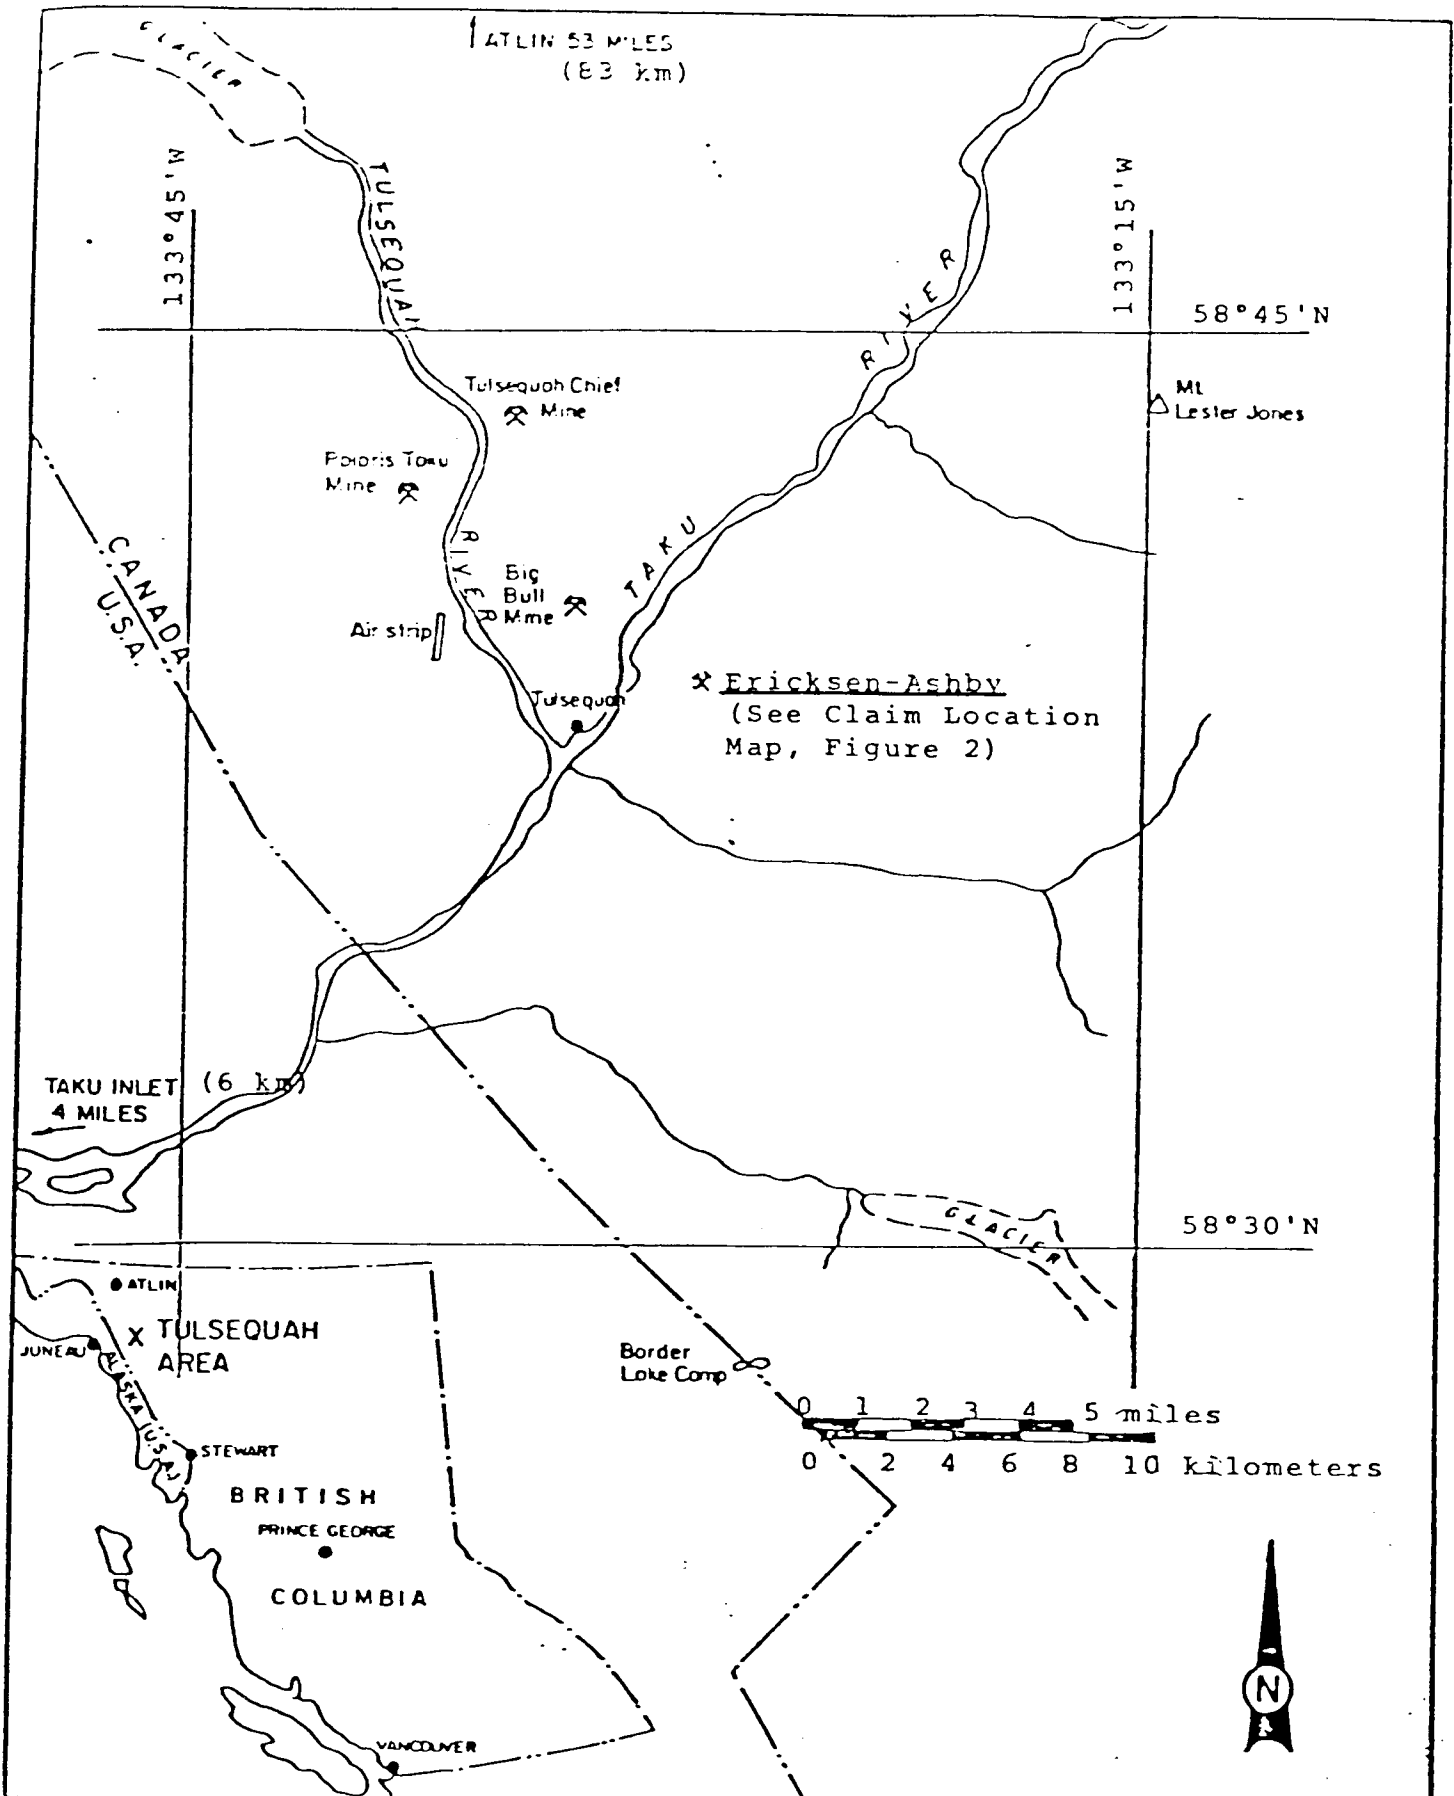 GLACIER
ATLIN 53 MILES
(83 km)
133°45'W
TULSEQUAH
133°15'W
RIVER
58°45'N
Tulsequah Chief
Mine
Mt.
Lester Jones
Polaris Taku
Mine
CANADA
U.S.A.
RIVER
TAKU
Big
Bull
Mine
Air strip
Ericksen-Ashby
(See Claim Location
Map, Figure 2)
Tulsequah
TAKU INLET (6 km)
4 MILES
GLACIER
58°30'N
ATLIN
X TULSEQUAH
AREA
JUNEAU
ALASKA (U.S.A.)
Border
Lake Camp
0 1 2 3 4 5 miles
0 2 4 6 8 10 kilometers
STEWART
BRITISH
PRINCE GEORGE
COLUMBIA
N
VANCOUVER